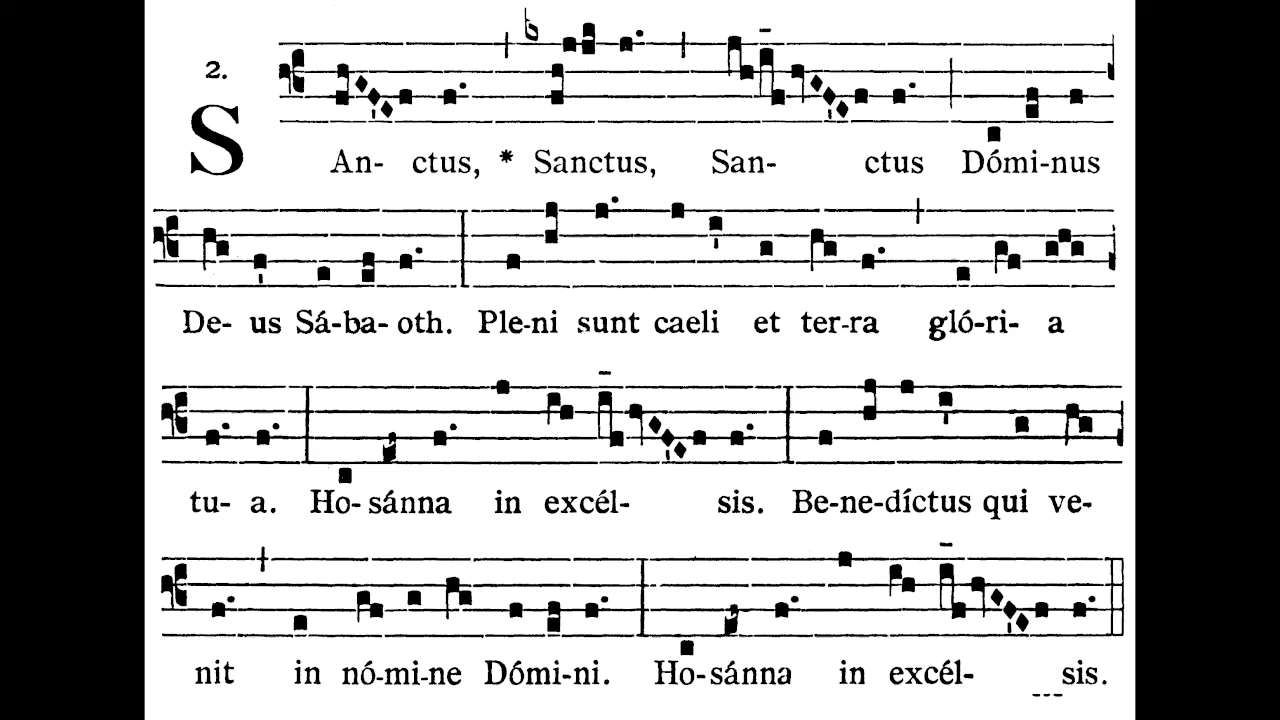 2.
SAn- ctus, * Sanctus, San- ctus Dómi-nus
De- us Sá-ba- oth. Ple-ni sunt caeli et ter-ra gló-ri- a
tu- a. Ho-sánna in excél- sis. Be-ne-díctus qui ve-
nit in nó-mi-ne Dómi-ni. Ho-sánna in excél- sis.